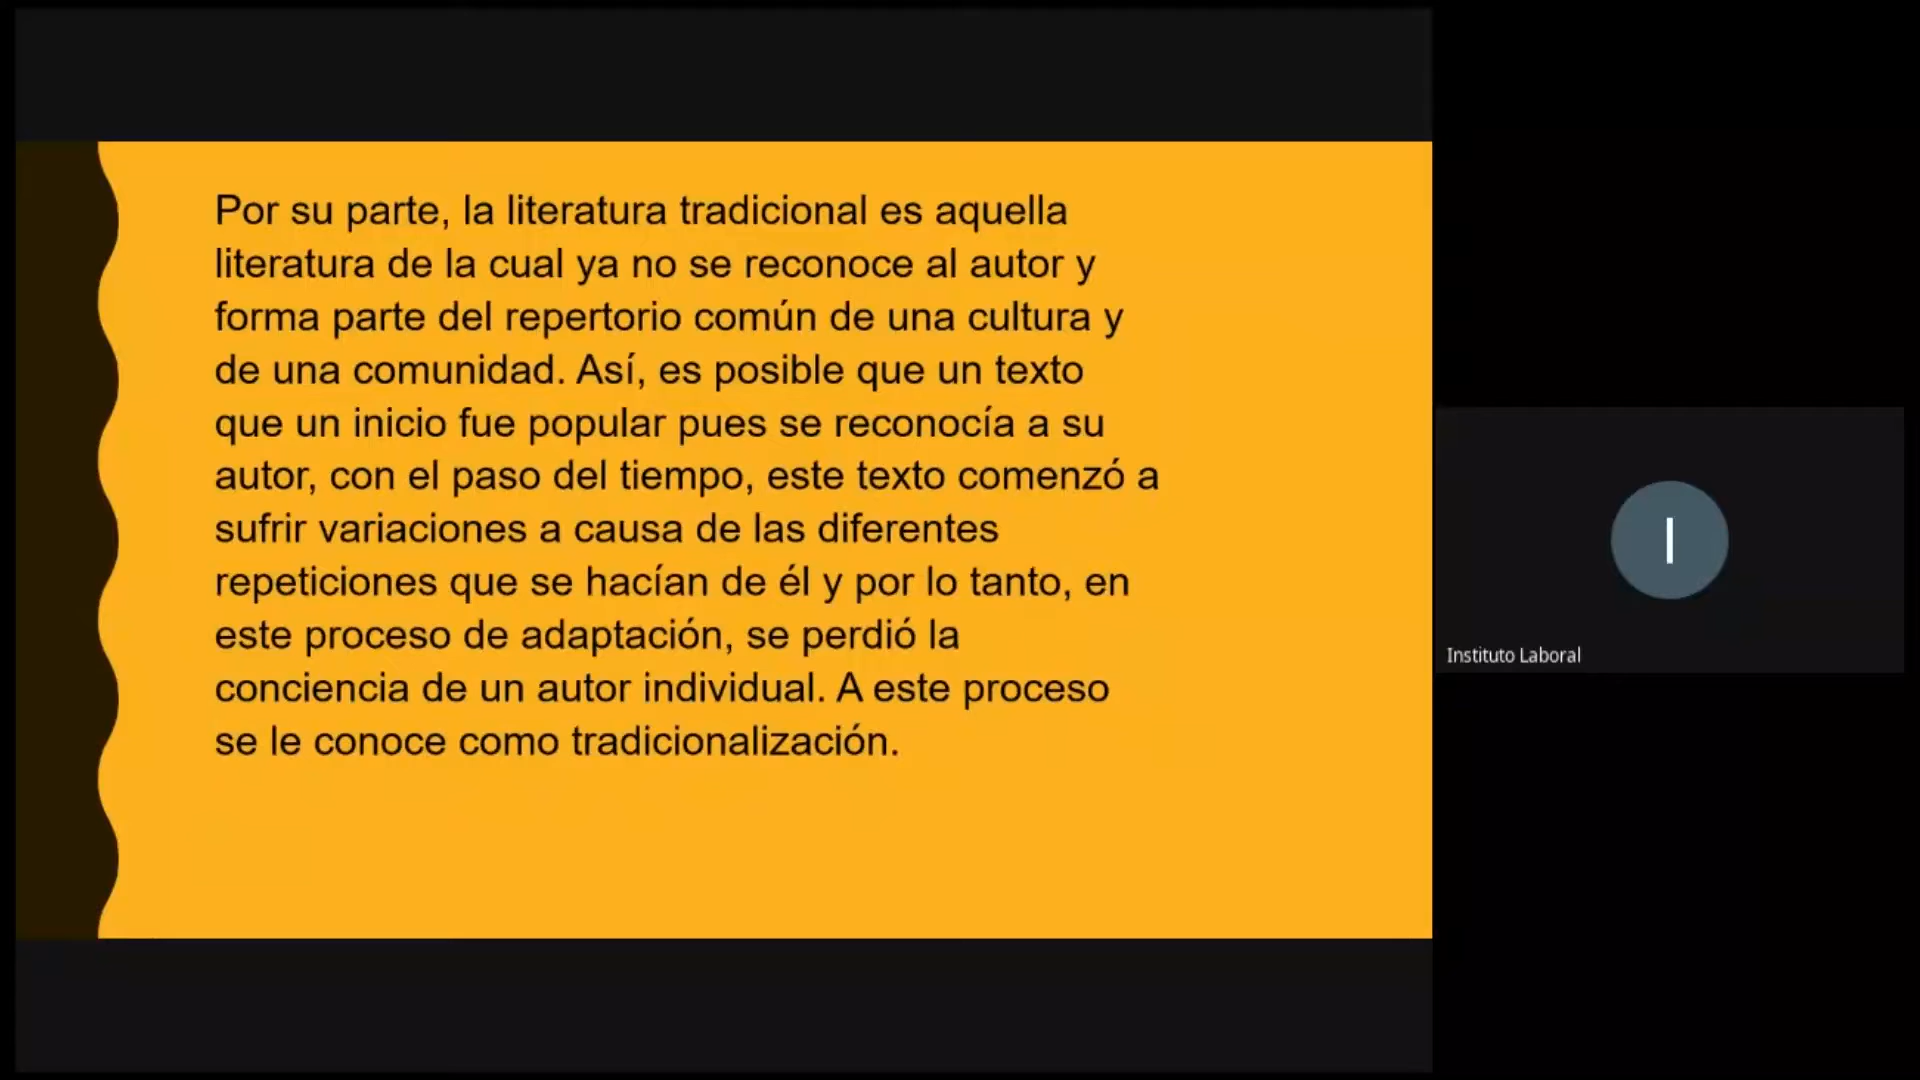 Por su parte, la literatura tradicional es aquella
literatura de la cual ya no se reconoce al autor y
forma parte del repertorio común de una cultura y
de una comunidad. Así, es posible que un texto
que un inicio fue popular pues se reconocía a su
autor, con el paso del tiempo, este texto comenzó a
sufrir variaciones a causa de las diferentes
repeticiones que se hacían de él y por lo tanto, en
este proceso de adaptación, se perdió la
conciencia de un autor individual. A este proceso
se le conoce como tradicionalización.
I
Instituto Laboral